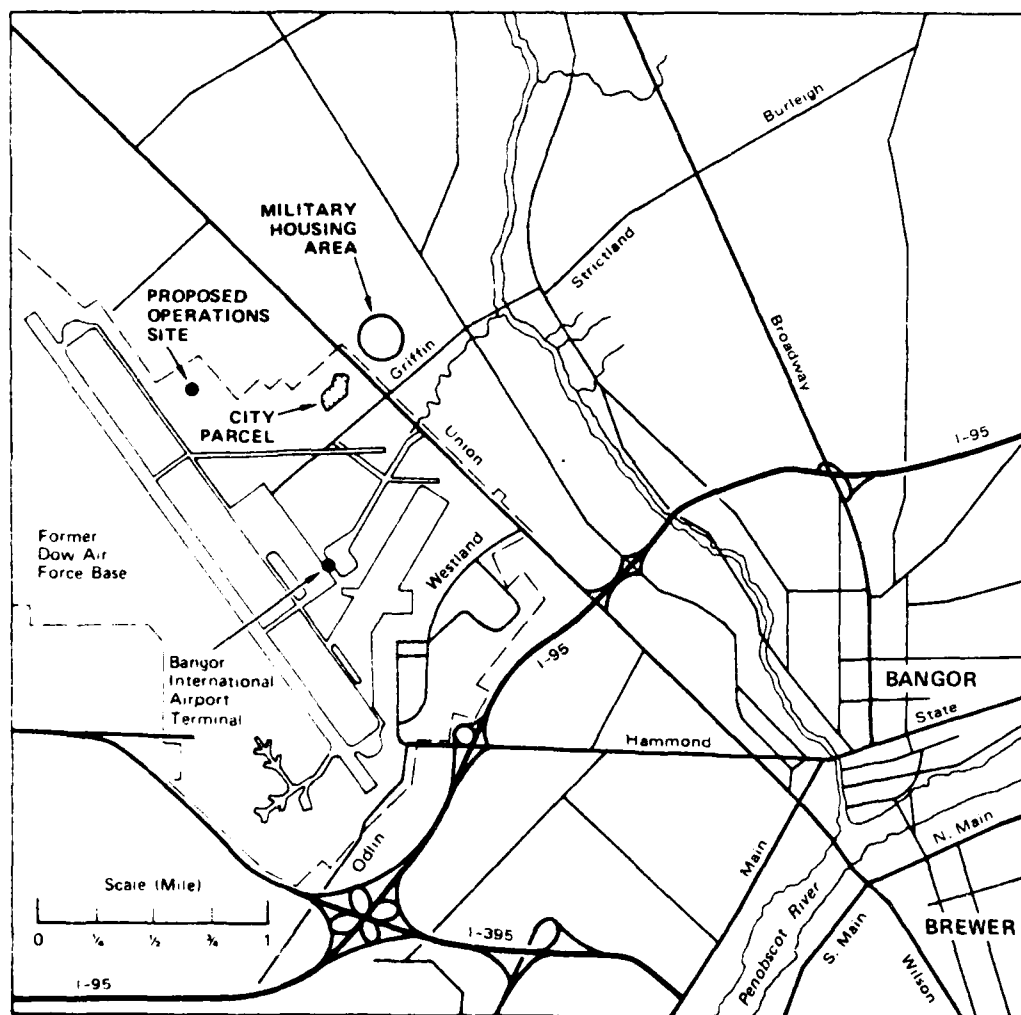 Burleigh
MILITARY
HOUSING
AREA
Strictland
PROPOSED
OPERATIONS
SITE
Broadway
Griffin
CITY
PARCEL
Union
I-95
Former
Dow Air
Force Base
Westland
Bangor
International
Airport
Terminal
I-95
BANGOR
State
Hammond
Odlin
Main
N. Main
Scale (Mile)
0 ¼ ½ ¾ 1
Penobscot River
S. Main
BREWER
I-395
Wilson
I-95